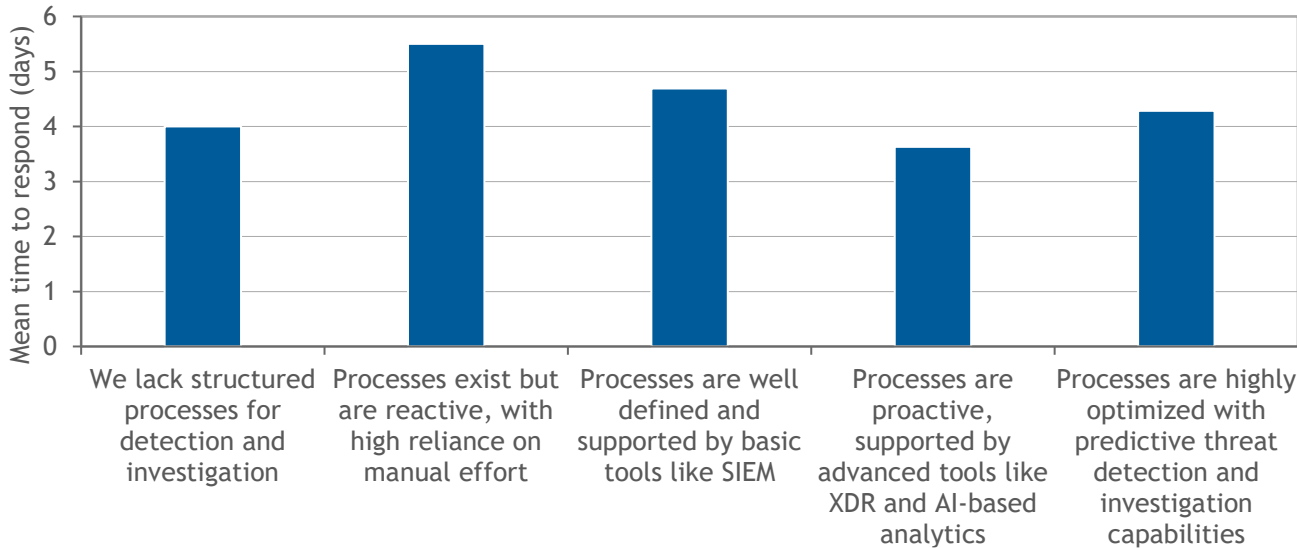 Mean time to respond (days)
6
5
4
3
2
1
0
We lack structured
processes for
detection and
investigation
Processes exist but
are reactive, with
high reliance on
manual effort
Processes are well
defined and
supported by basic
tools like SIEM
Processes are
proactive,
supported by
advanced tools like
XDR and AI-based
analytics
Processes are highly
optimized with
predictive threat
detection and
investigation
capabilities